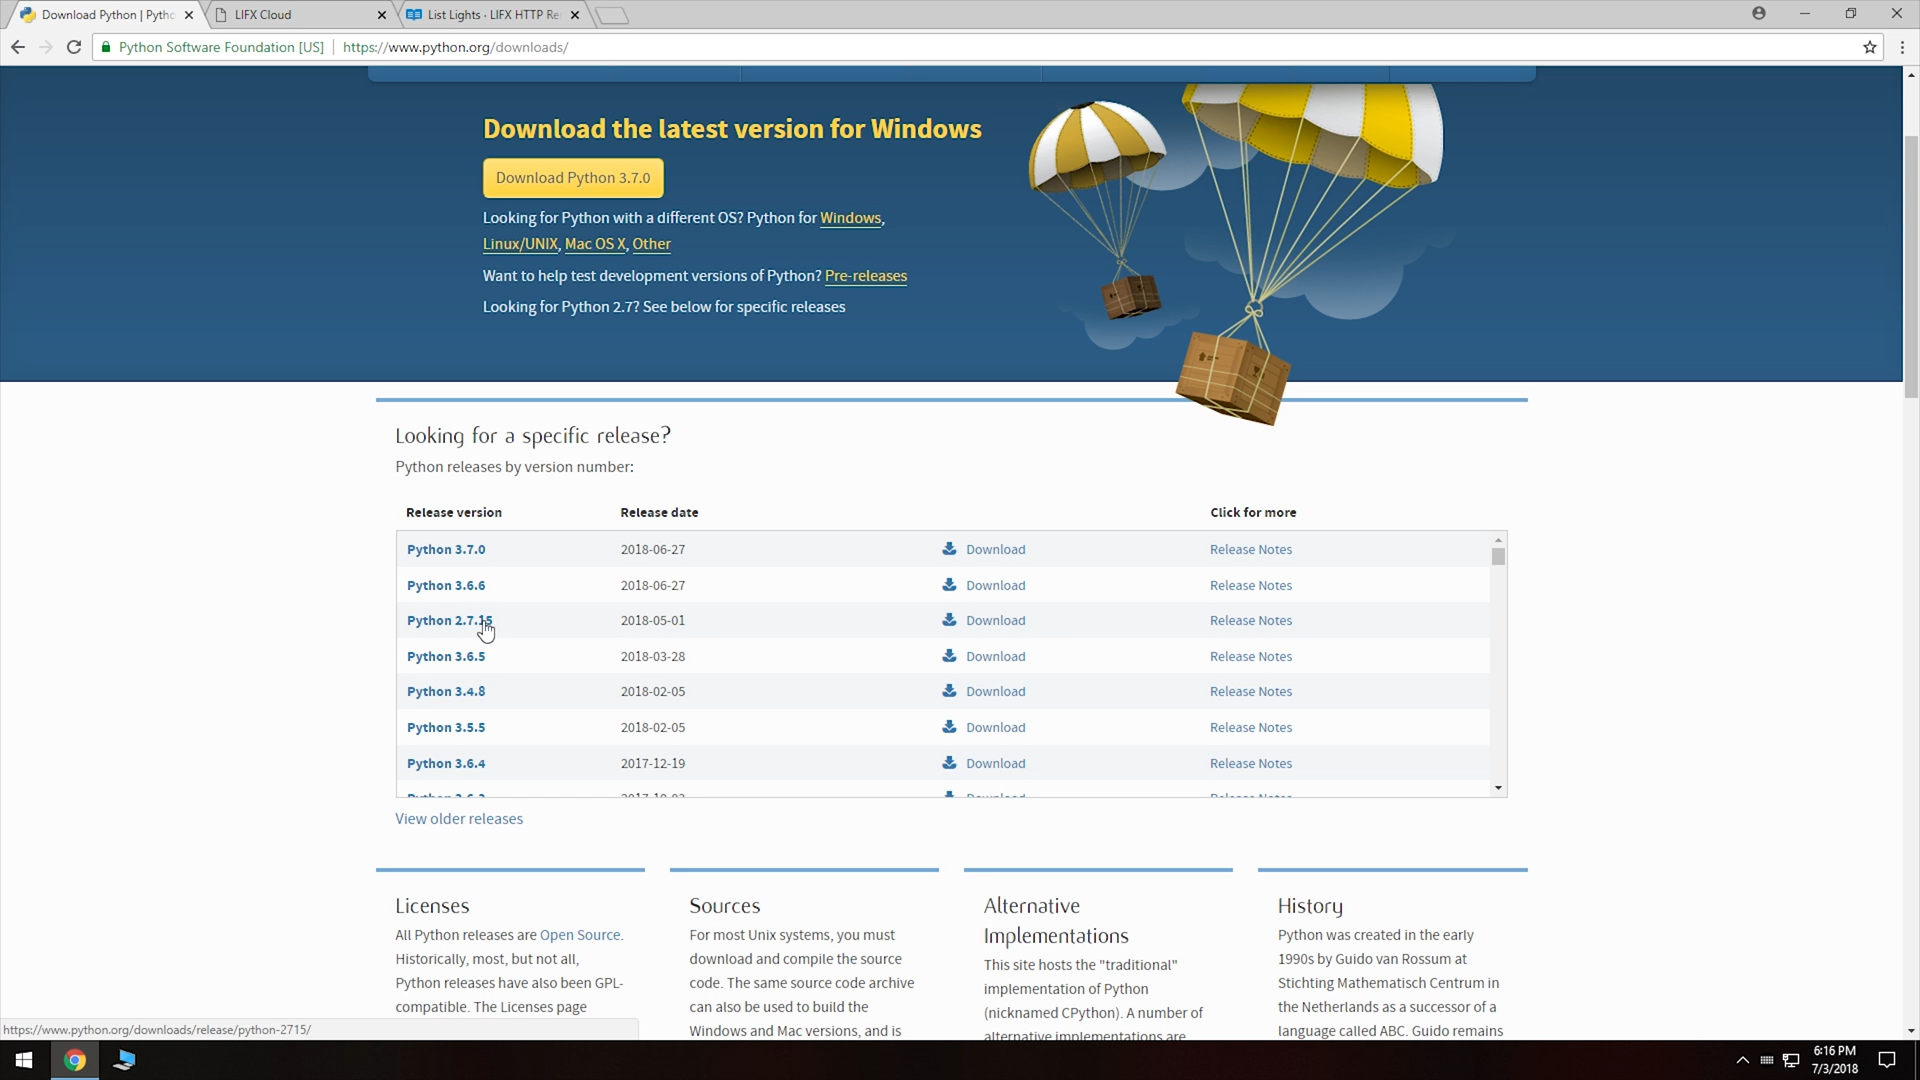 Download Python | Pytho
LIFX Cloud
List Lights · LIFX HTTP Re
Python Software Foundation [US]
https://www.python.org/downloads/
Download the latest version for Windows
Download Python 3.7.0
Looking for Python with a different OS? Python for Windows,
Linux/UNIX, Mac OS X, Other
Want to help test development versions of Python? Pre-releases
Looking for Python 2.7? See below for specific releases
Looking for a specific release?
Python releases by version number:
Release version Release date Click for more
Python 3.7.0 2018-06-27 Download Release Notes
Python 3.6.6 2018-06-27 Download Release Notes
Python 2.7.15 2018-05-01 Download Release Notes
Python 3.6.5 2018-03-28 Download Release Notes
Python 3.4.8 2018-02-05 Download Release Notes
Python 3.5.5 2018-02-05 Download Release Notes
Python 3.6.4 2017-12-19 Download Release Notes
View older releases
Licenses
All Python releases are Open Source.
Historically, most, but not all,
Python releases have also been GPL-
compatible. The Licenses page
Sources
For most Unix systems, you must
download and compile the source
code. The same source code archive
can also be used to build the
Windows and Mac versions, and is
Alternative
Implementations
This site hosts the "traditional"
implementation of Python
(nicknamed CPython). A number of
alternative implementations are
History
Python was created in the early
1990s by Guido van Rossum at
Stichting Mathematisch Centrum in
the Netherlands as a successor of a
language called ABC. Guido remains
https://www.python.org/downloads/release/python-2715/
6:16 PM
7/3/2018